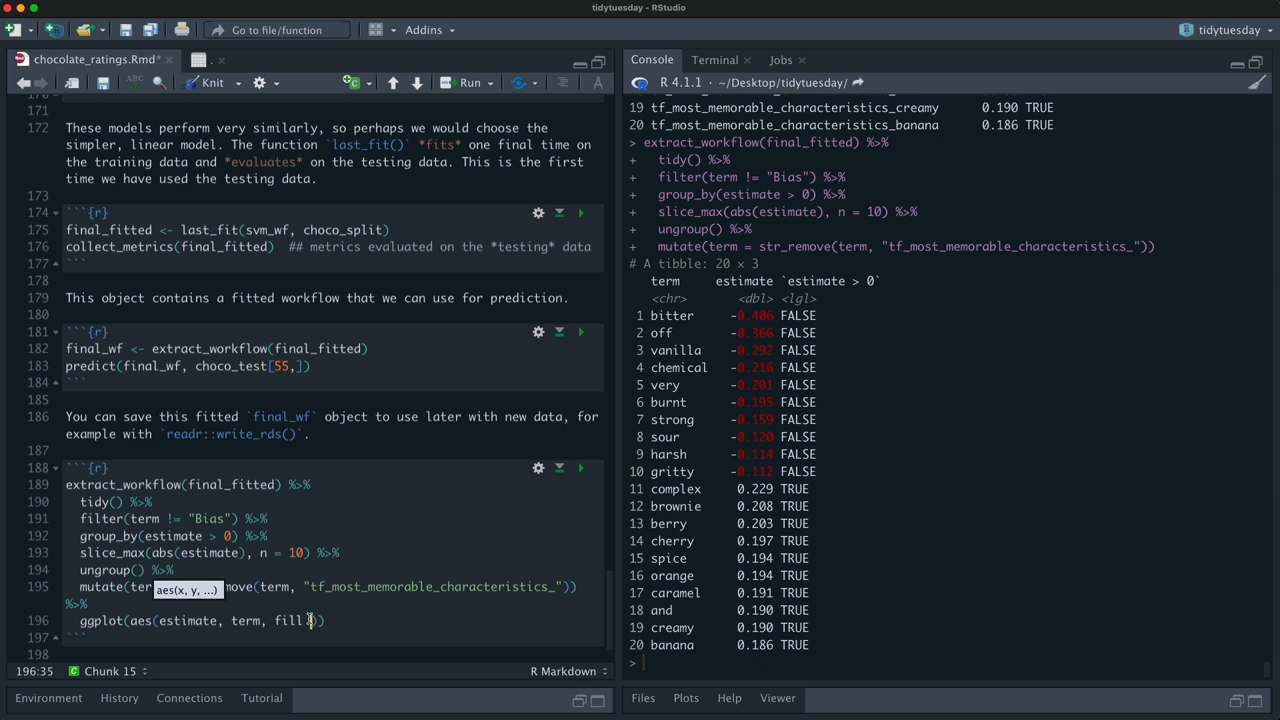 tidytuesday - RStudio
Go to file/function
Addins
tidytuesday
chocolate_ratings.Rmd*
.
ABC
Knit
Run
171
172 These models perform very similarly, so perhaps we would choose the
simpler, linear model. The function `last_fit()` *fits* one final time on
the training data and *evaluates* on the testing data. This is the first
time we have used the testing data.
173
174 ```{r}
175 final_fitted <- last_fit(svm_wf, choco_split)
176 collect_metrics(final_fitted)  ## metrics evaluated on the *testing* data
177 ```
178
179 This object contains a fitted workflow that we can use for prediction.
180
181 ```{r}
182 final_wf <- extract_workflow(final_fitted)
183 predict(final_wf, choco_test[55,])
184 ```
185
186 You can save this fitted `final_wf` object to use later with new data, for
example with `readr::write_rds()`.
187
188 ```{r}
189 extract_workflow(final_fitted) %>%
190   tidy() %>%
191   filter(term != "Bias") %>%
192   group_by(estimate > 0) %>%
193   slice_max(abs(estimate), n = 10) %>%
194   ungroup() %>%
aes(x, y, ...)
195   mutate(ter move(term, "tf_most_memorable_characteristics_"))
%>%
196   ggplot(aes(estimate, term, fill ))
197 ```
198
196:35
C Chunk 15
R Markdown
Environment
History
Connections
Tutorial
Console
Terminal
Jobs
R 4.1.1 · ~/Desktop/tidytuesday/
19 tf_most_memorable_characteristics_creamy      0.190 TRUE
20 tf_most_memorable_characteristics_banana      0.186 TRUE
> extract_workflow(final_fitted) %>%
+   tidy() %>%
+   filter(term != "Bias") %>%
+   group_by(estimate > 0) %>%
+   slice_max(abs(estimate), n = 10) %>%
+   ungroup() %>%
+   mutate(term = str_remove(term, "tf_most_memorable_characteristics_"))
# A tibble: 20 × 3
term     estimate `estimate > 0`
<chr>       <dbl> <lgl>
1 bitter     -0.406 FALSE
2 off        -0.366 FALSE
3 vanilla    -0.292 FALSE
4 chemical   -0.216 FALSE
5 very       -0.201 FALSE
6 burnt      -0.195 FALSE
7 strong     -0.159 FALSE
8 sour       -0.120 FALSE
9 harsh      -0.114 FALSE
10 gritty     -0.112 FALSE
11 complex     0.229 TRUE
12 brownie     0.208 TRUE
13 berry       0.203 TRUE
14 cherry      0.197 TRUE
15 spice       0.194 TRUE
16 orange      0.194 TRUE
17 caramel     0.191 TRUE
18 and         0.190 TRUE
19 creamy      0.190 TRUE
20 banana      0.186 TRUE
>
Files
Plots
Help
Viewer